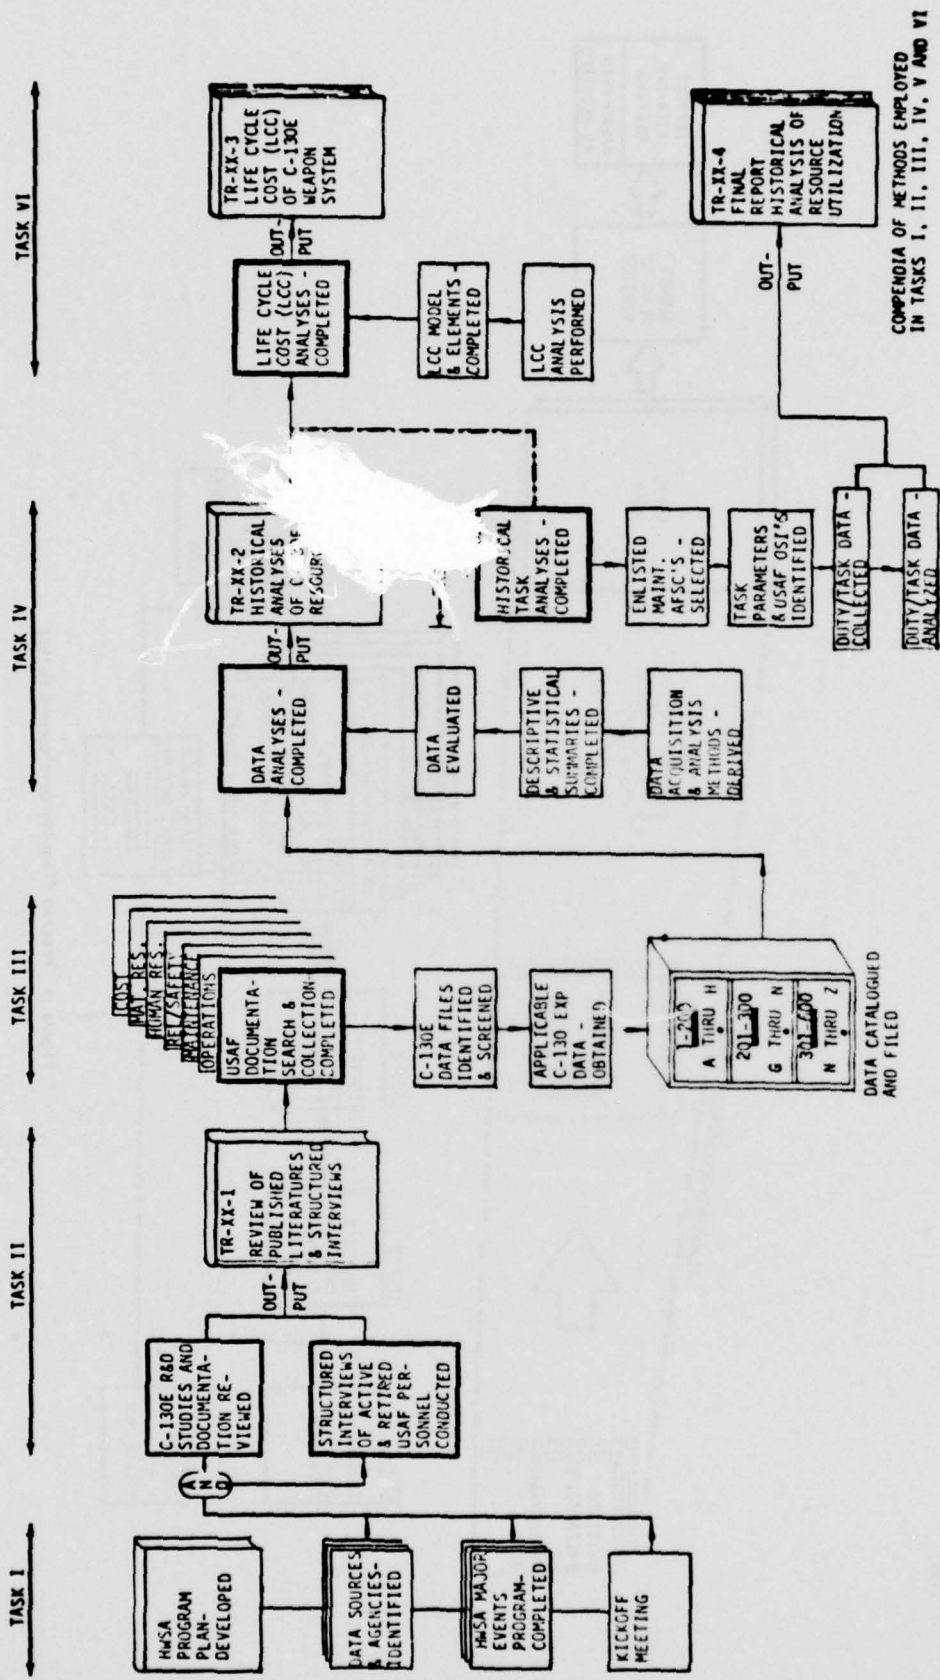 TASK I
HWSA
PROGRAM
PLAN-
DEVELOPED
DATA SOURCES
& AGENCIES-
IDENTIFIED
HWSA MAJOR
EVENTS
PROGRAM-
COMPLETED
KICKOFF
MEETING
AND
TASK II
C-130E R&D
STUDIES AND
DOCUMENTA-
TION RE-
VIEWED
STRUCTURED
INTERVIEWS
OF ACTIVE
& RETIRED
USAF PER-
SONNEL
CONDUCTED
OUT-
PUT
TR-XX-1
REVIEW OF
PUBLISHED
LITERATURES
& STRUCTURED
INTERVIEWS
TASK III
COST
MAT. RES.
HUMAN RES.
REL/SAFETY
MAINTENANCE
OPERATIONS
USAF
DOCUMENTA-
TION
SEARCH &
COLLECTION-
COMPLETED
C-130E
DATA FILES
IDENTIFIED
& SCREENED
APPLICABLE
C-130 EXP
DATA -
OBTAINED
1-200
A THRU H
201-300
G THRU N
301-600
N THRU Z
DATA CATALOGUED
AND FILED
TASK IV
DATA
ANALYSES -
COMPLETED
DATA
EVALUATED
DESCRIPTIVE
& STATISTICAL
SUMMARIES -
COMPLETED
DATA
ACQUISITION
& ANALYSIS
METHODS -
DERIVED
OUT-
PUT
TR-XX-2
HISTORICAL
ANALYSES
OF
HISTORICAL
TASK
ANALYSES -
COMPLETED
ENLISTED
MAINT.
AFSC'S -
SELECTED
TASK
PARAMETERS
& USAF OSI'S
IDENTIFIED
DUTY/TASK DATA -
COLLECTED
DUTY/TASK DATA -
ANALYZED
TASK VI
LIFE CYCLE
COST (LCC)
ANALYSES -
COMPLETED
LCC MODEL
& ELEMENTS -
COMPLETED
LCC
ANALYSIS
PERFORMED
OUT-
PUT
TR-XX-3
LIFE CYCLE
COST (LCC)
OF C-130E
WEAPON
SYSTEM
OUT-
PUT
TR-XX-4
FINAL
REPORT
HISTORICAL
ANALYSIS OF
RESOURCE
UTILIZATION
COMPENDIA OF METHODS EMPLOYED
IN TASKS I, II, III, IV, V AND VI